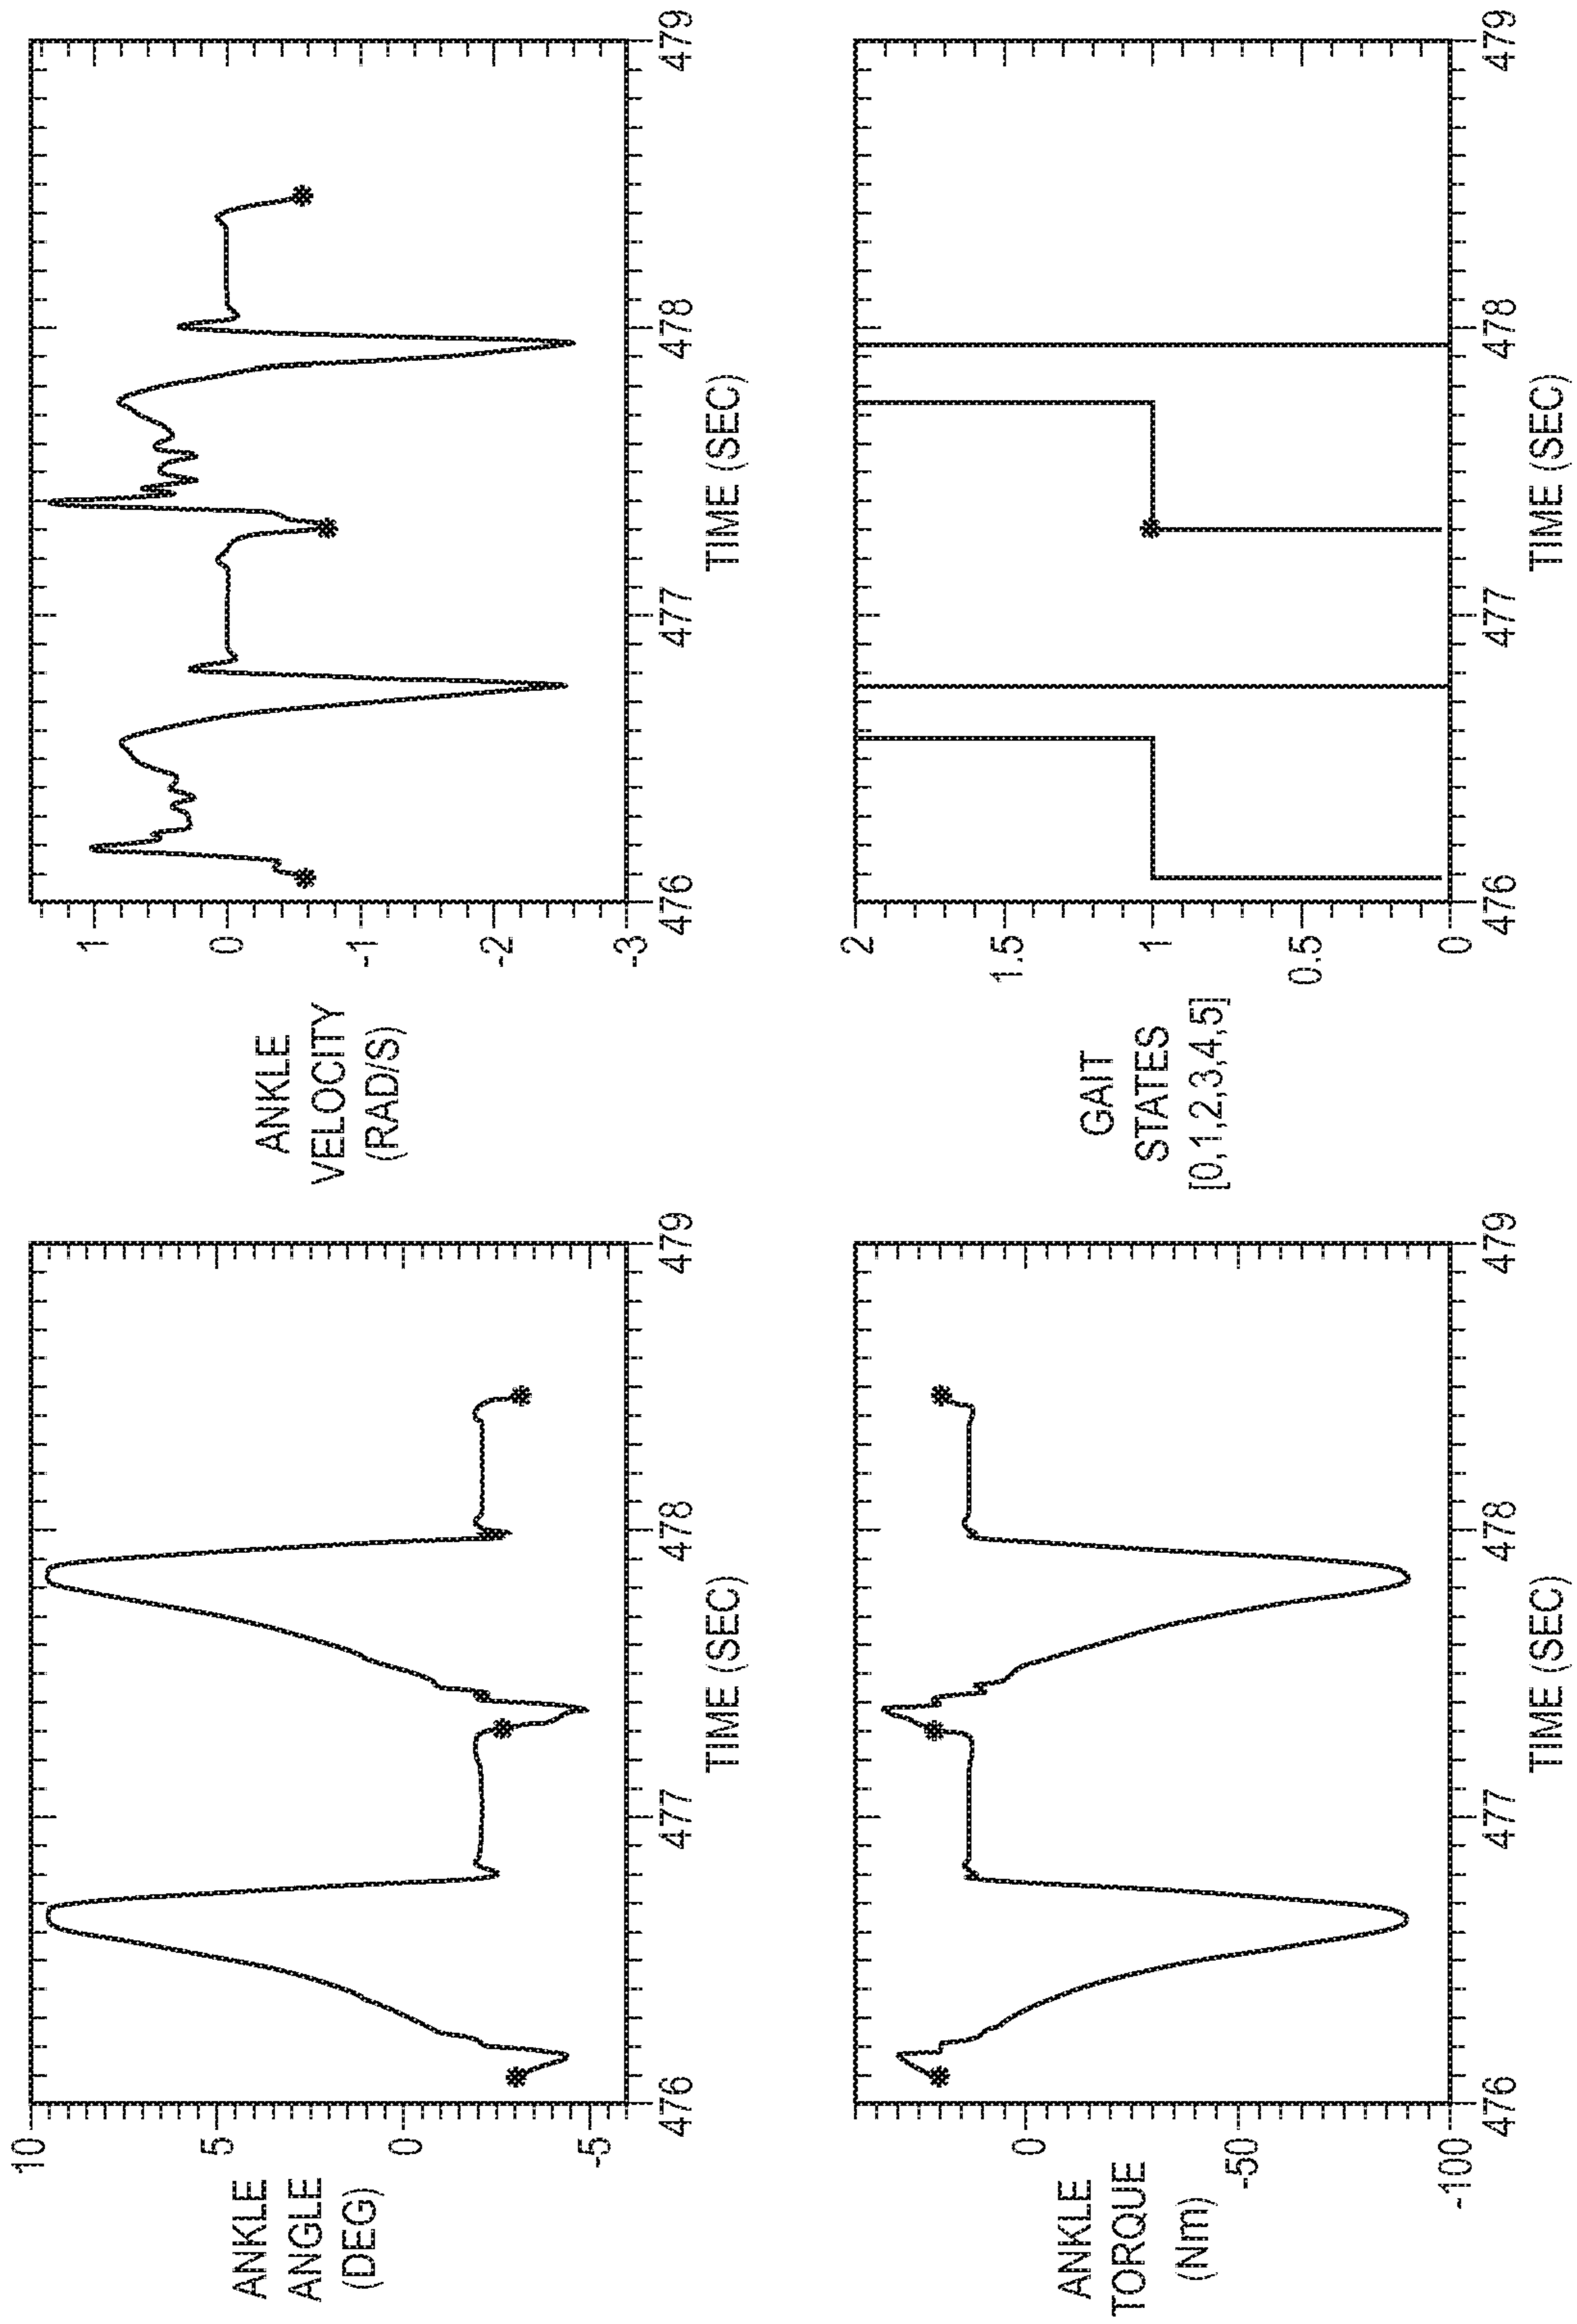 ANKLE
ANGLE
(DEG)
10
5
0
-5
476
477
478
479
TIME (SEC)
ANKLE
VELOCITY
(RAD/S)
1
0
-1
-2
-3
476
477
478
479
TIME (SEC)
ANKLE
TORQUE
(Nm)
0
-50
-100
476
477
478
479
TIME (SEC)
GAIT
STATES
[0,1,2,3,4,5]
2
1.5
1
0.5
0
476
477
478
479
TIME (SEC)